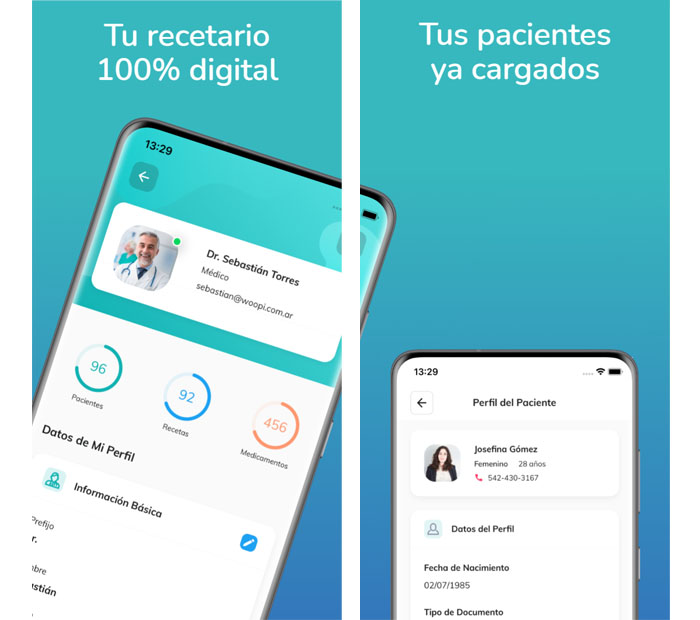 Tu recetario
100% digital
13:29
Dr. Sebastián Torres
Médico
sebastian@woopi.com.ar
96
Pacientes
92
Recetas
456
Medicamentos
Datos de Mi Perfil
Información Básica
Prefijo
r.
mbre
stián
Tus pacientes
ya cargados
13:29
Perfil del Paciente
Josefina Gómez
Femenino 28 años
542-430-3167
Datos del Perfil
Fecha de Nacimiento
02/07/1985
Tipo de Documento